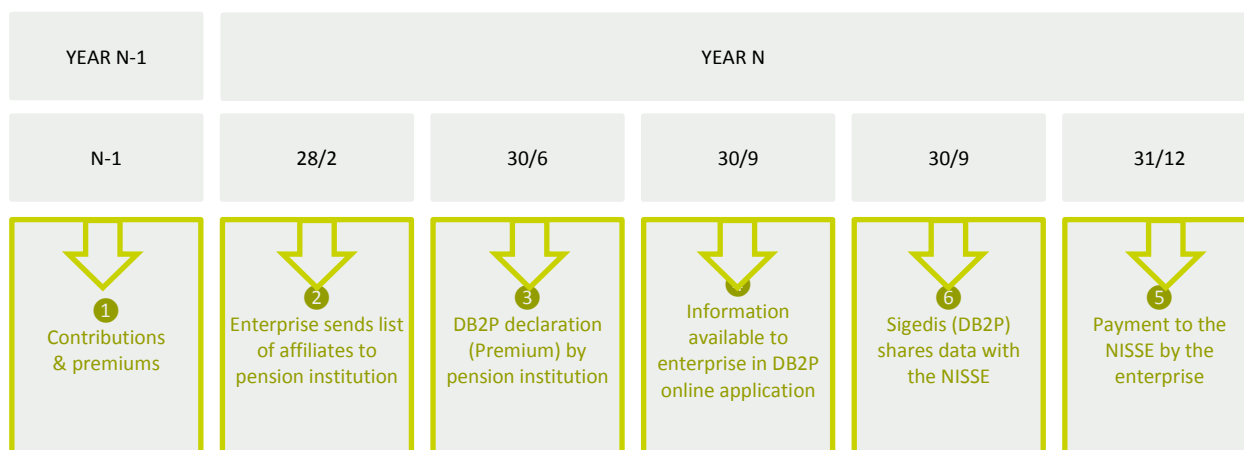 YEAR N-1
YEAR N
N-1
28/2
30/6
30/9
30/9
31/12
1
Contributions
& premiums
2
Enterprise sends list
of affiliates to
pension institution
3
DB2P declaration
(Premium) by
pension institution
Information
available to
enterprise in DB2P
online application
6
Sigedis (DB2P)
shares data with
the NISSE
5
Payment to the
NISSE by the
enterprise